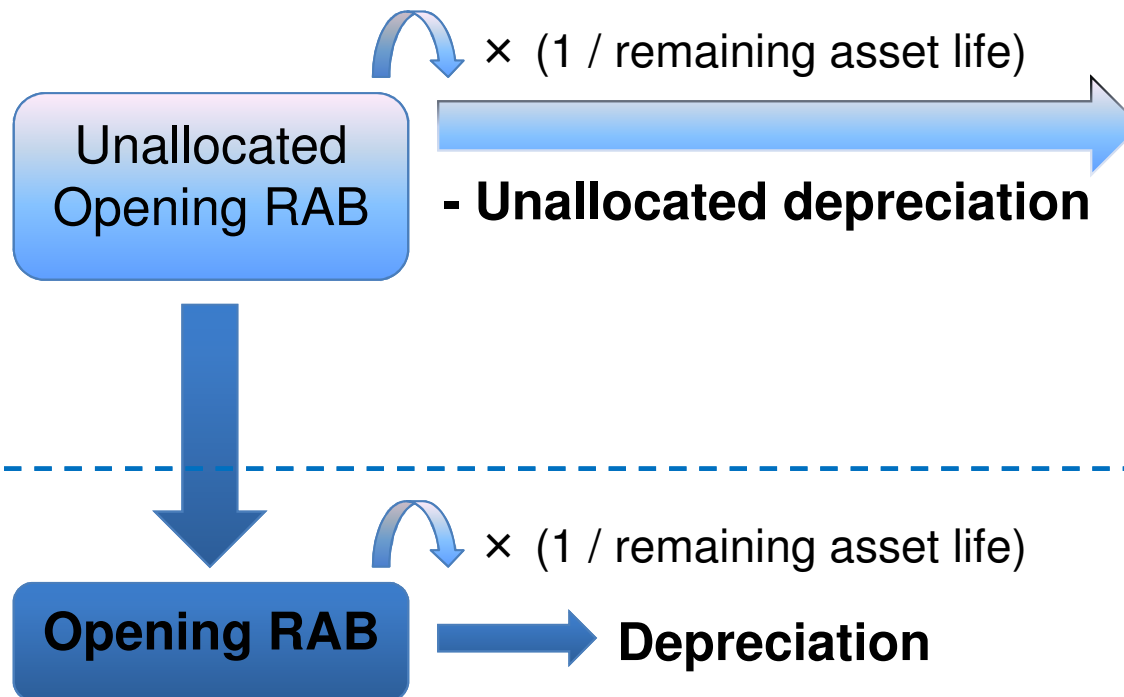 × (1 / remaining asset life)
Unallocated
Opening RAB
- Unallocated depreciation
× (1 / remaining asset life)
Opening RAB
Depreciation